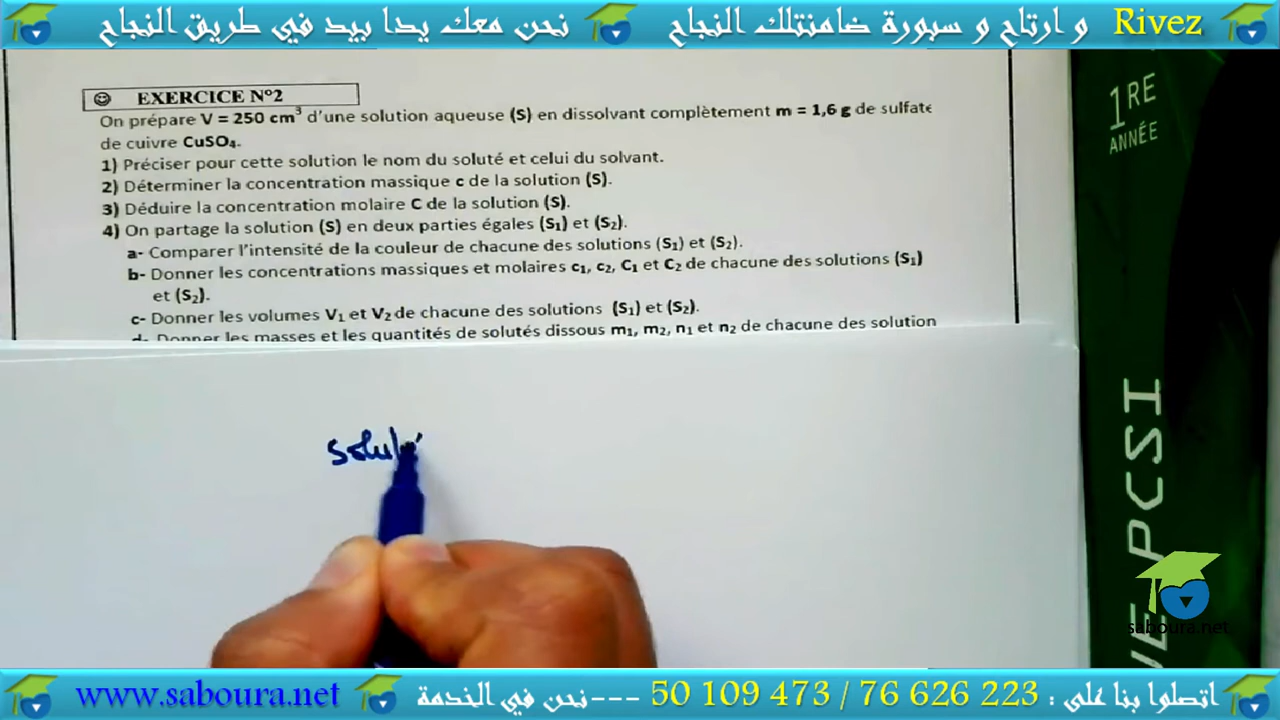 نحن معك يدا بيد في طريق النجاح و ارتاح و سبورة ضامنتلك النجاح Rivez
EXERCICE N°2
On prépare V = 250 cm³ d'une solution aqueuse (S) en dissolvant complètement m = 1,6 g de sulfate
de cuivre CuSO₄.
1) Préciser pour cette solution le nom du soluté et celui du solvant.
2) Déterminer la concentration massique c de la solution (S).
3) Déduire la concentration molaire C de la solution (S).
4) On partage la solution (S) en deux parties égales (S₁) et (S₂).
a- Comparer l'intensité de la couleur de chacune des solutions (S₁) et (S₂).
b- Donner les concentrations massiques et molaires c₁, c₂, C₁ et C₂ de chacune des solutions (S₁)
et (S₂).
c- Donner les volumes V₁ et V₂ de chacune des solutions (S₁) et (S₂).
d- Donner les masses et les quantités de solutés dissous m₁, m₂, n₁ et n₂ de chacune des solution
soluté
1RE
ANNÉE
PCSI
saboura.net
www.saboura.net اتصلوا بنا على : 50 109 473 / 76 626 223 ---نحن في الخدمة